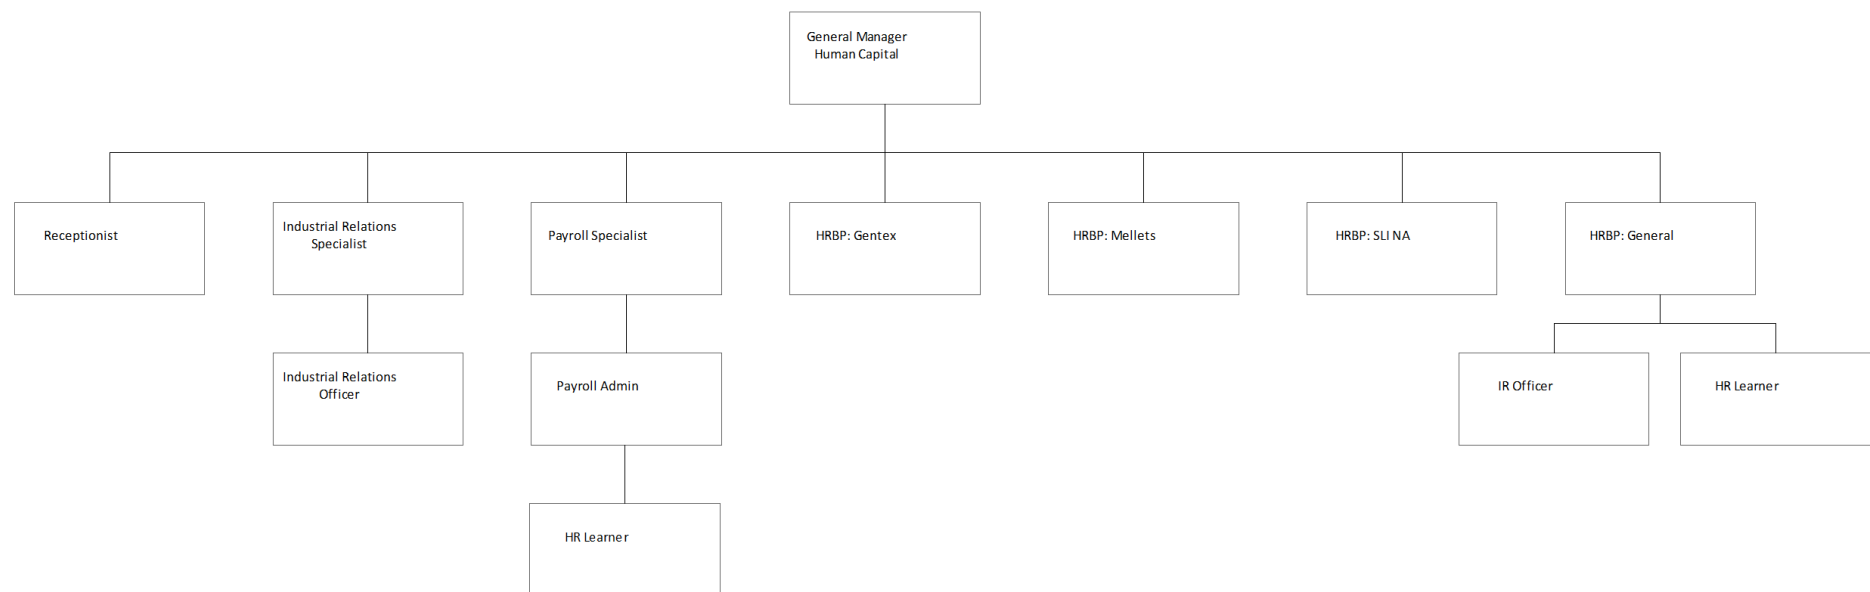 General Manager
Human Capital
Receptionist
Industrial Relations
Specialist
Payroll Specialist
HRBP: Gentex
HRBP: Mellets
HRBP: SLI NA
HRBP: General
Industrial Relations
Officer
Payroll Admin
IR Officer
HR Learner
HR Learner